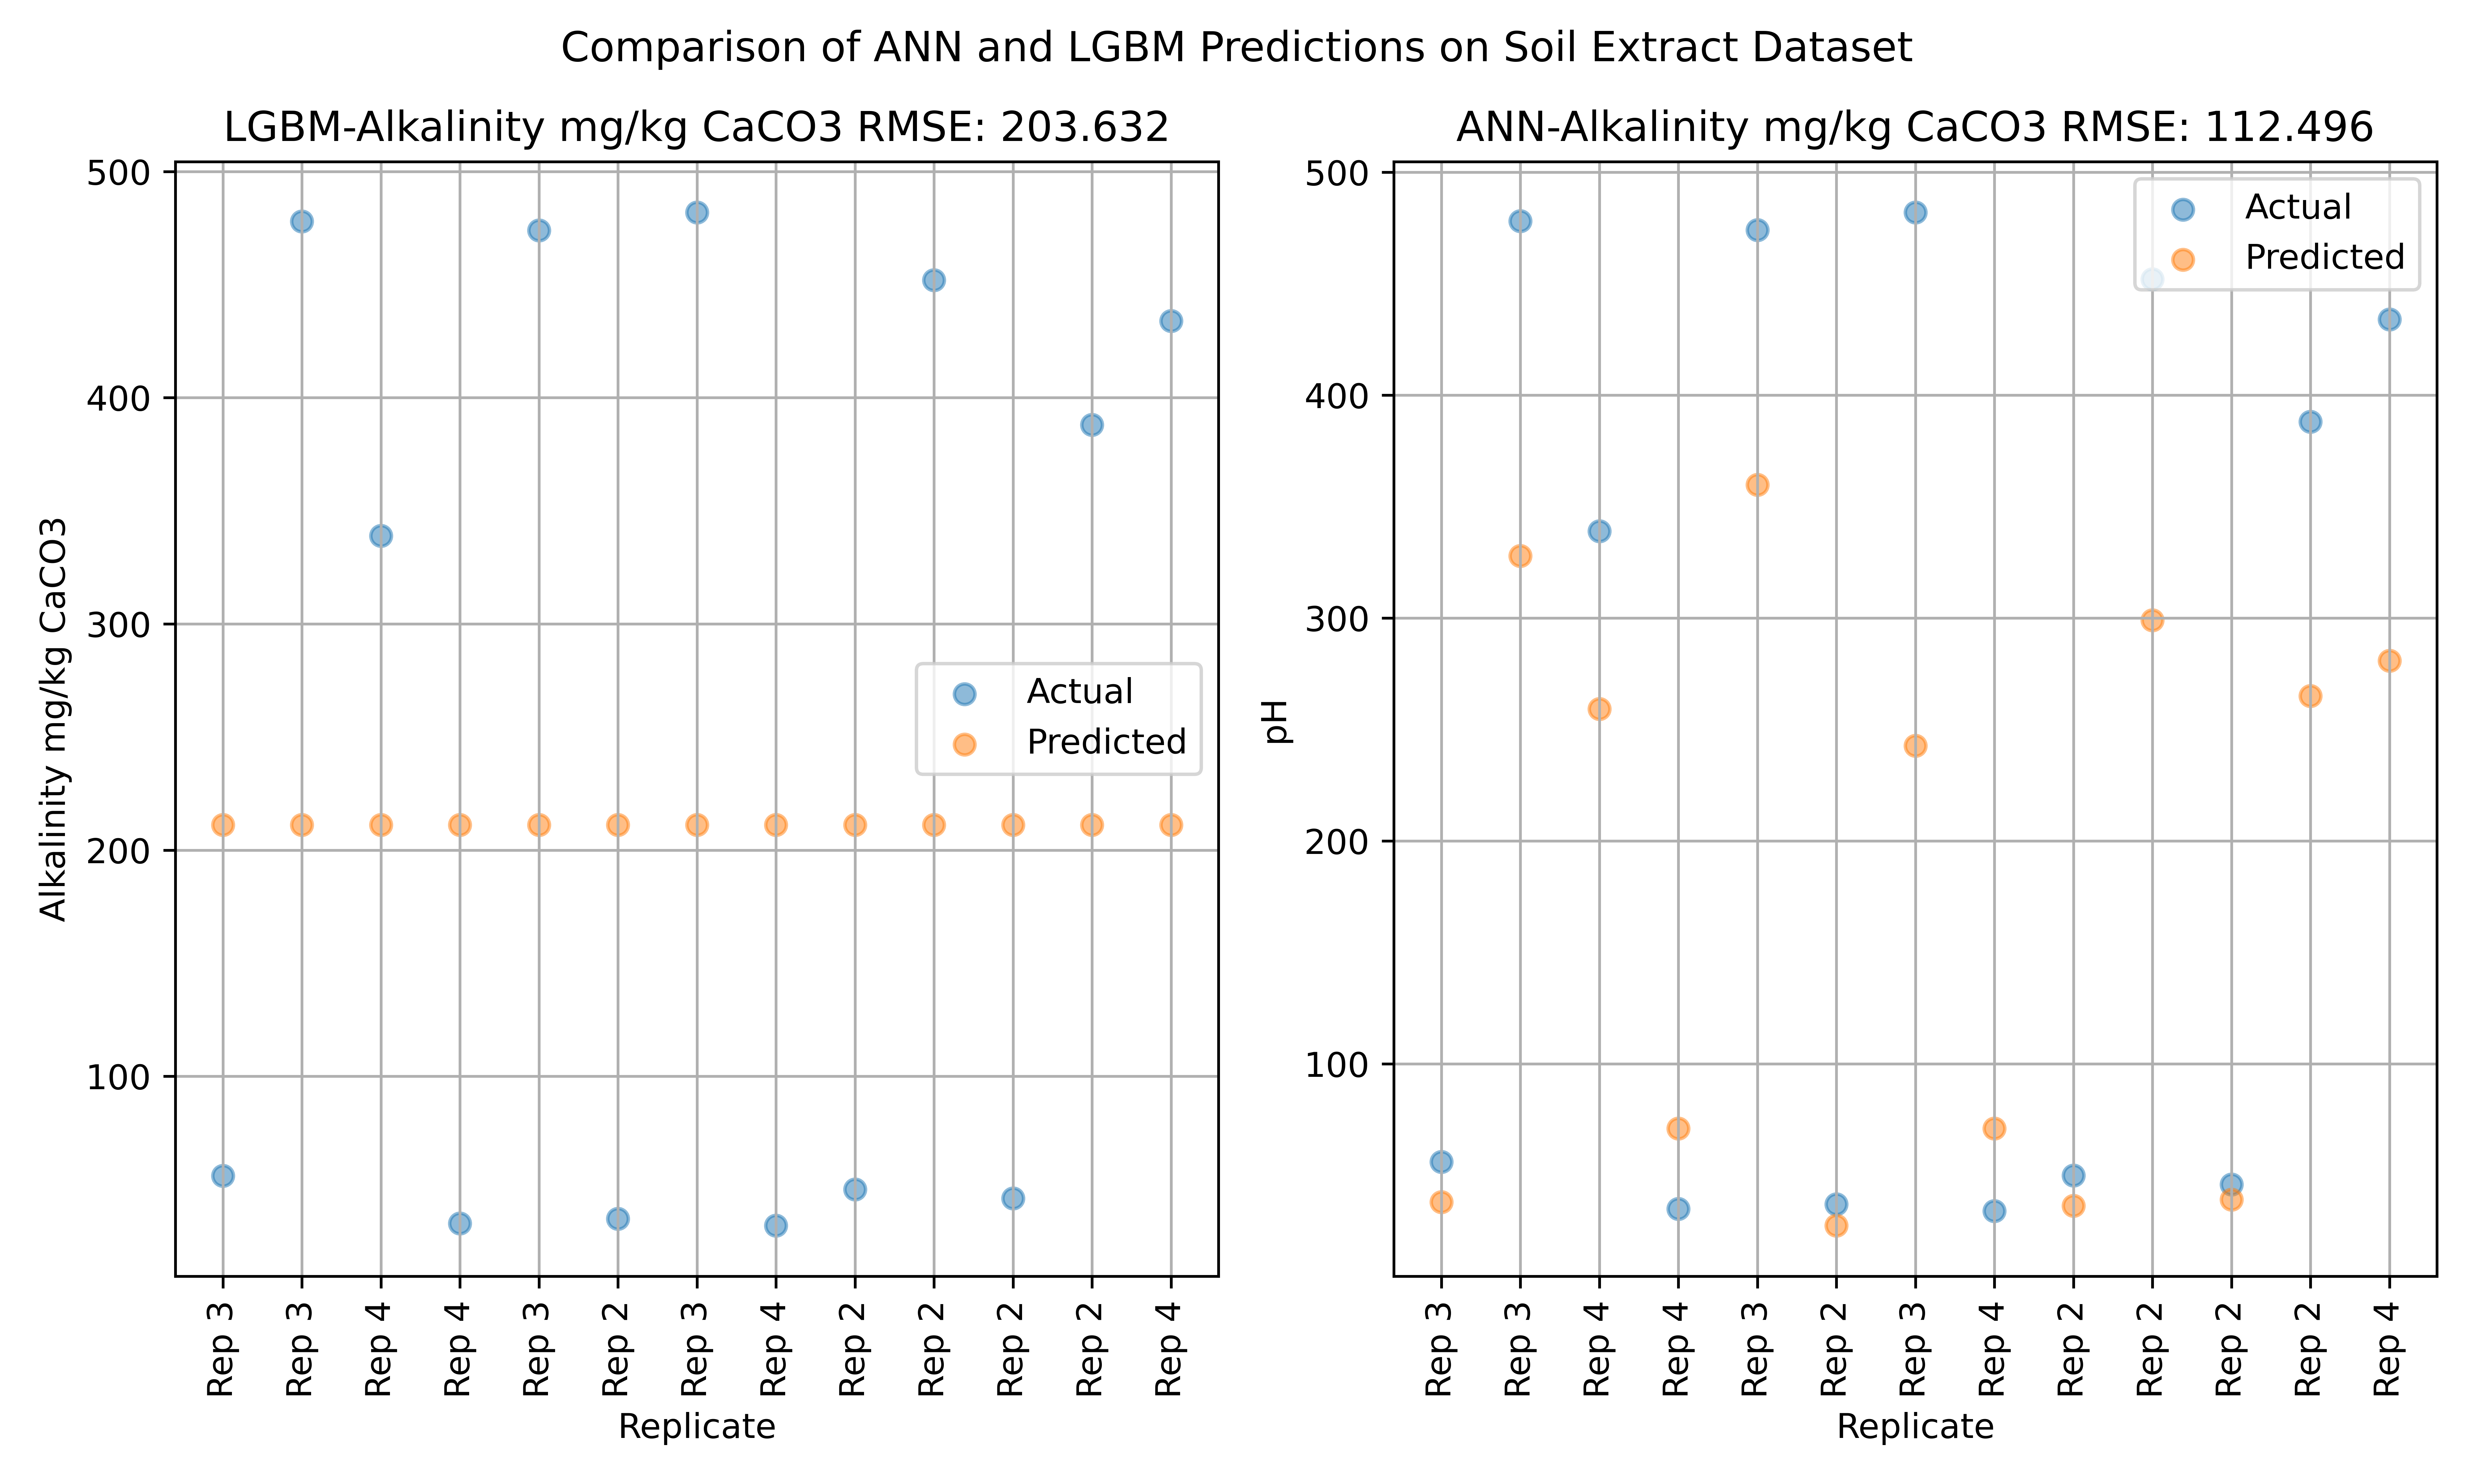 Comparison of ANN and LGBM Predictions on Soil Extract Dataset
LGBM-Alkalinity mg/kg CaCO3 RMSE: 203.632
Alkalinity mg/kg CaCO3
500
400
300
200
100
Actual
Predicted
Rep 3
Rep 3
Rep 4
Rep 4
Rep 3
Rep 2
Rep 3
Rep 4
Rep 2
Rep 2
Rep 2
Rep 2
Rep 4
Replicate
ANN-Alkalinity mg/kg CaCO3 RMSE: 112.496
pH
500
400
300
200
100
Actual
Predicted
Rep 3
Rep 3
Rep 4
Rep 4
Rep 3
Rep 2
Rep 3
Rep 4
Rep 2
Rep 2
Rep 2
Rep 2
Rep 4
Replicate